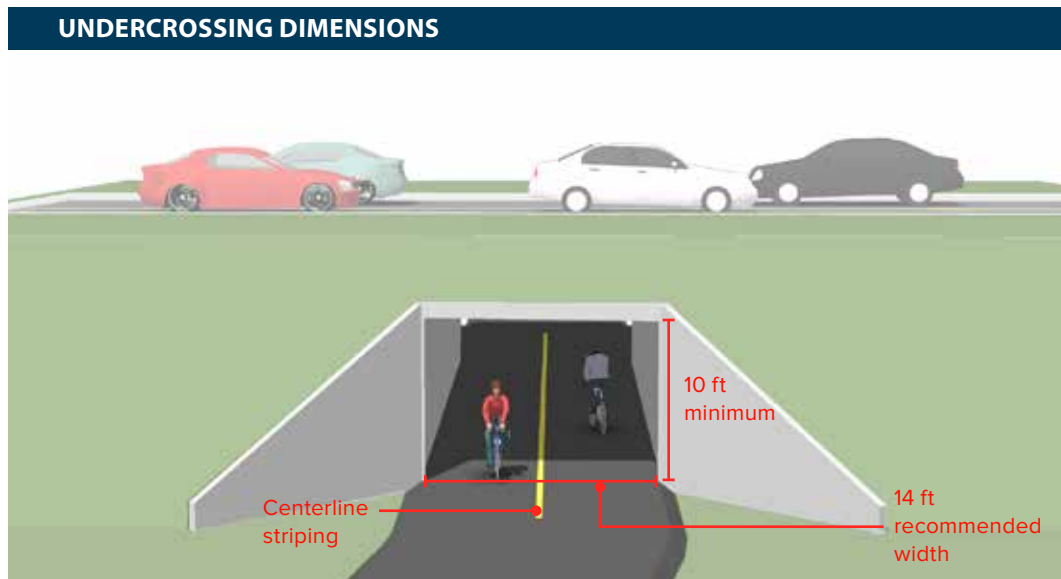 UNDERCROSSING DIMENSIONS
10 ft
minimum
Centerline
striping
14 ft
recommended
width